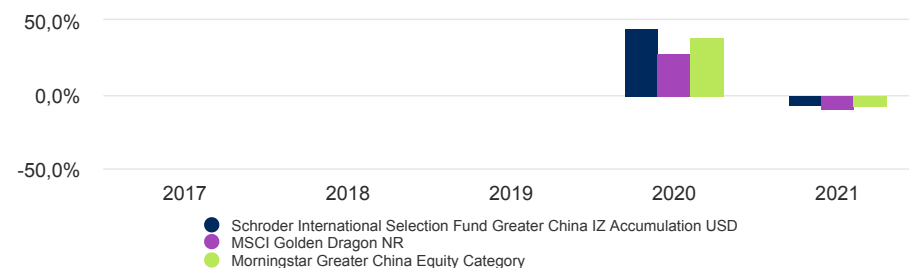 50,0%
0,0%
-50,0%
2017 2018 2019 2020 2021
Schroder International Selection Fund Greater China IZ Accumulation USD
MSCI Golden Dragon NR
Morningstar Greater China Equity Category